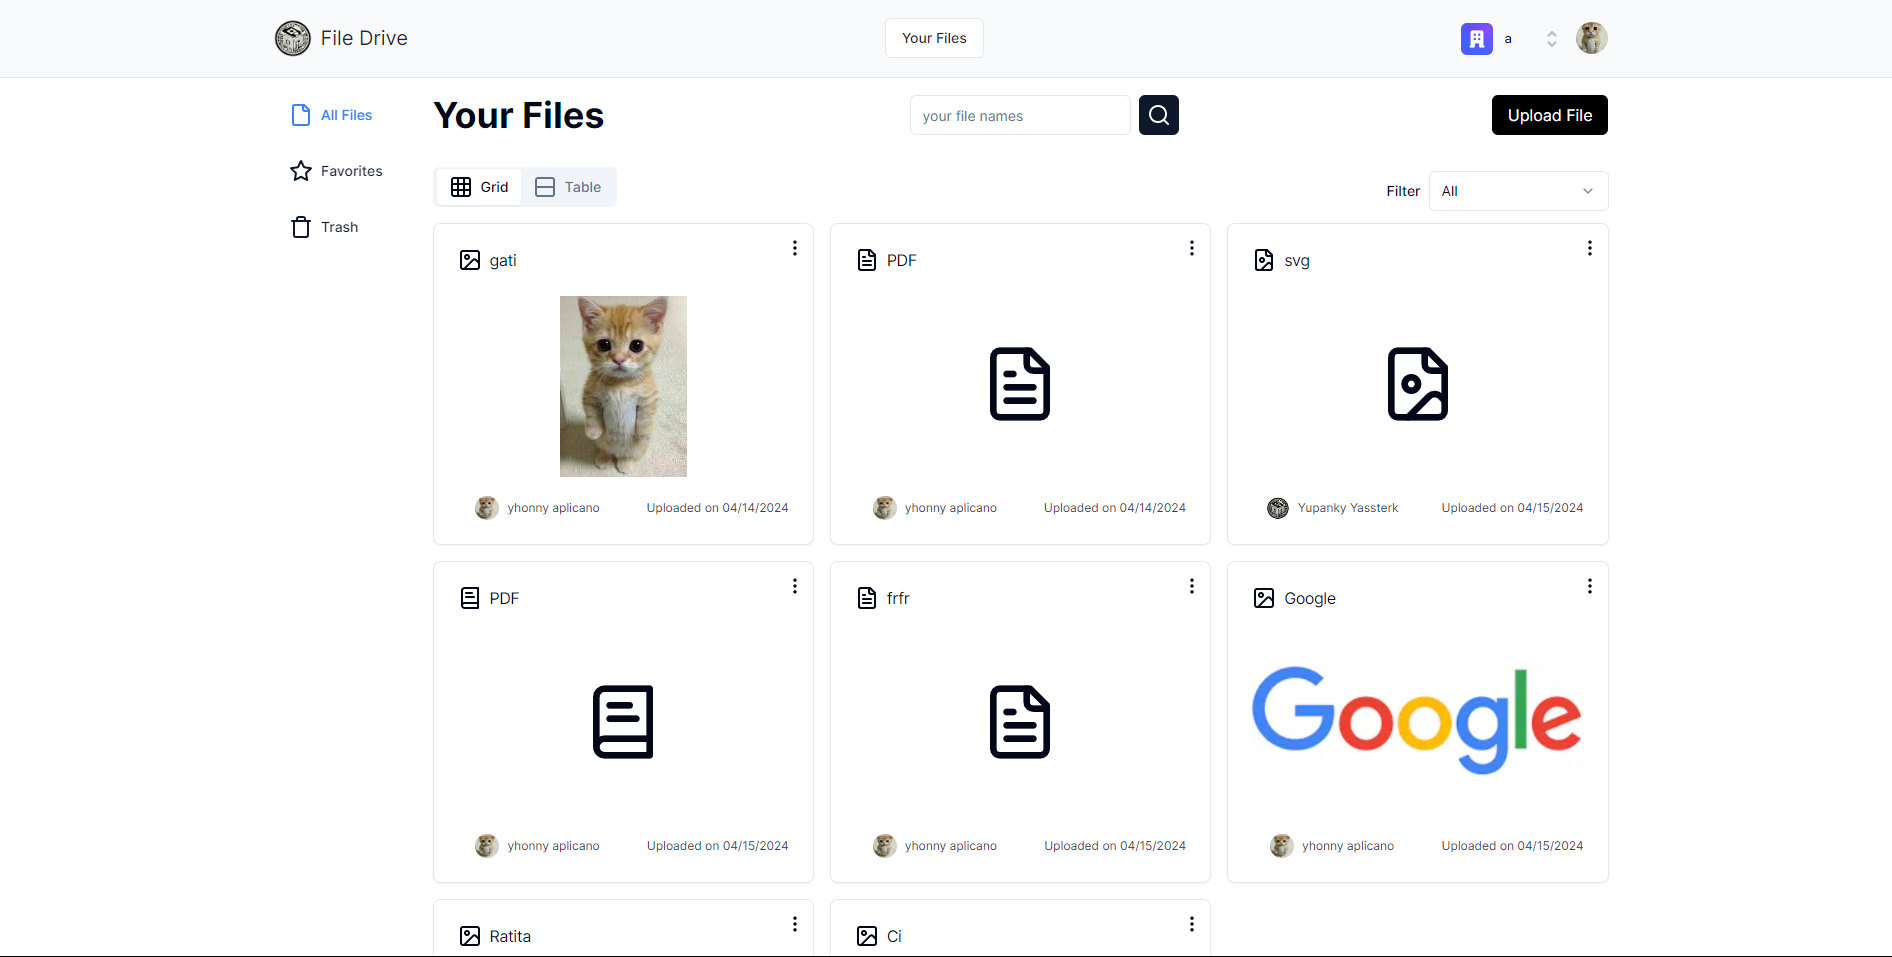 File Drive
Your Files
a
All Files
Favorites
Trash
Your Files
your file names
Upload File
Grid
Table
Filter
All
gati
yhonny aplicano
Uploaded on 04/14/2024
PDF
yhonny aplicano
Uploaded on 04/14/2024
svg
Yupanky Yassterk
Uploaded on 04/15/2024
PDF
yhonny aplicano
Uploaded on 04/15/2024
frfr
yhonny aplicano
Uploaded on 04/15/2024
Google
Google
yhonny aplicano
Uploaded on 04/15/2024
Ratita
Ci